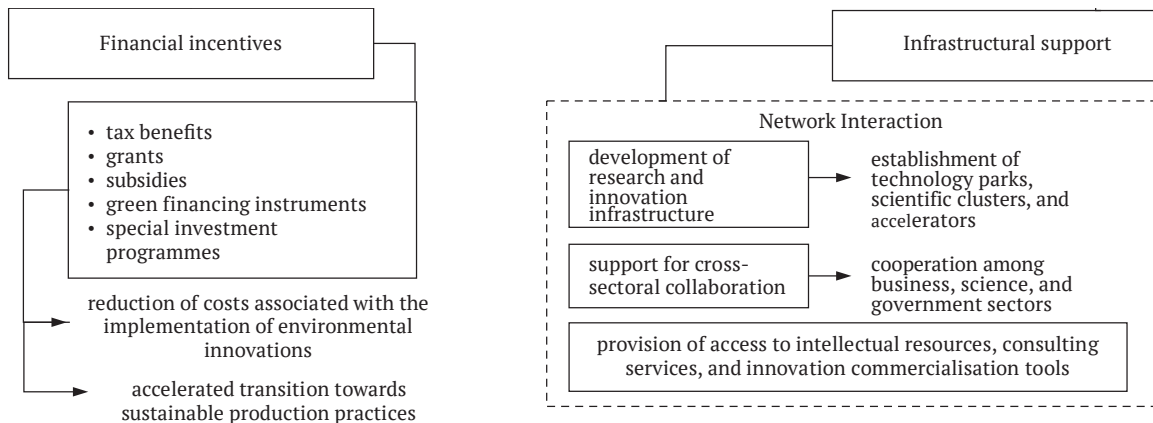 Financial incentives
• tax benefits
• grants
• subsidies
• green financing instruments
• special investment
programmes
reduction of costs associated with the
implementation of environmental
innovations
accelerated transition towards
sustainable production practices
Infrastructural support
Network Interaction
development of
research and
innovation
infrastructure
establishment of
technology parks,
scientific clusters, and
accelerators
support for cross-
sectoral collaboration
cooperation among
business, science, and
government sectors
provision of access to intellectual resources, consulting
services, and innovation commercialisation tools